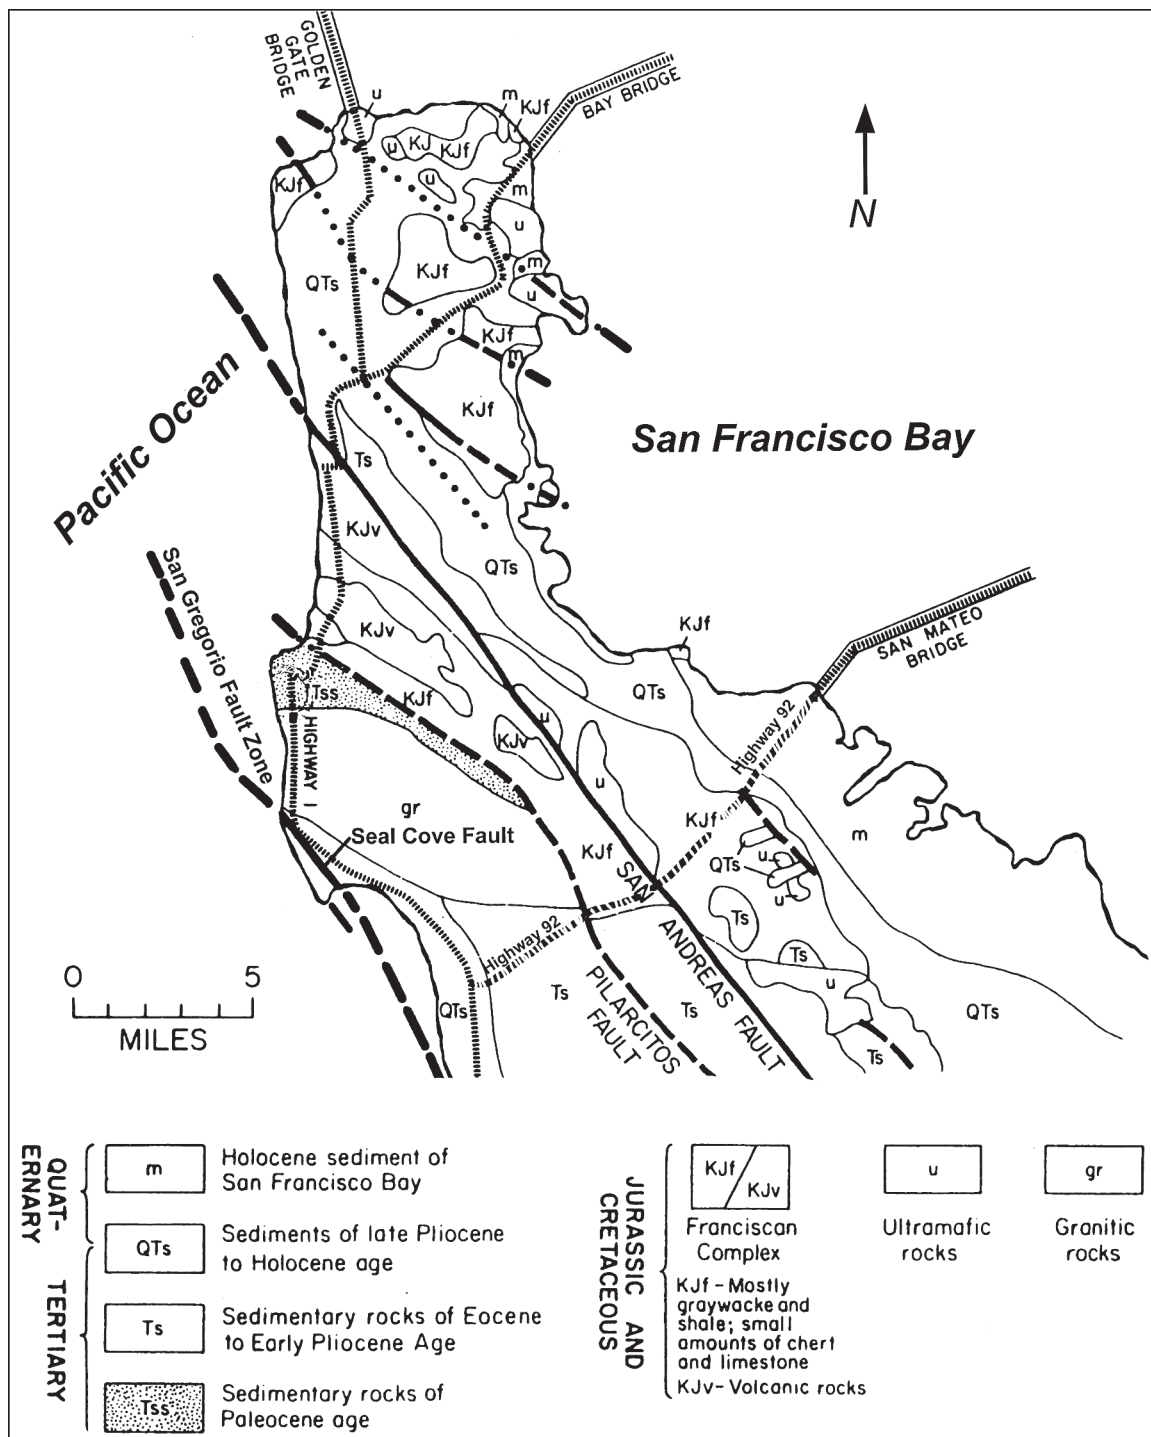 GOLDEN
GATE
BRIDGE
u
m
KJf
BAY BRIDGE
u
KJ
KJf
KJf
u
m
u
N
QTs
KJf
m
u
KJf
m
Pacific Ocean
KJf
San Francisco Bay
Ts
KJv
QTs
San Gregorio Fault Zone
KJv
KJf
SAN MATEO
BRIDGE
QTs
Tss
KJf
HIGHWAY 1
u
KJv
Highway 92
u
gr
KJf
m
Seal Cove Fault
KJf
QTs
u
u
SAN
ANDREAS
FAULT
Ts
Highway 92
Ts
u
0
5
MILES
QTs
Ts
PILARCITOS
FAULT
Ts
QTs
Ts
QUAT-
ERNARY
TERTIARY
m
Holocene sediment of
San Francisco Bay
QTs
Sediments of late Pliocene
to Holocene age
Ts
Sedimentary rocks of Eocene
to Early Pliocene Age
Tss
Sedimentary rocks of
Paleocene age
JURASSIC AND
CRETACEOUS
KJf
KJv
Franciscan
Complex
KJf - Mostly
graywacke and
shale; small
amounts of chert
and limestone
KJv - Volcanic rocks
u
Ultramafic
rocks
gr
Granitic
rocks